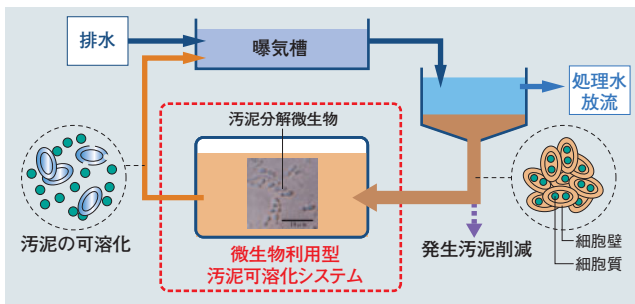 排水
曝気槽
処理水
放流
汚泥分解微生物
汚泥の可溶化
微生物利用型
汚泥可溶化システム
発生汚泥削減
細胞壁
細胞質